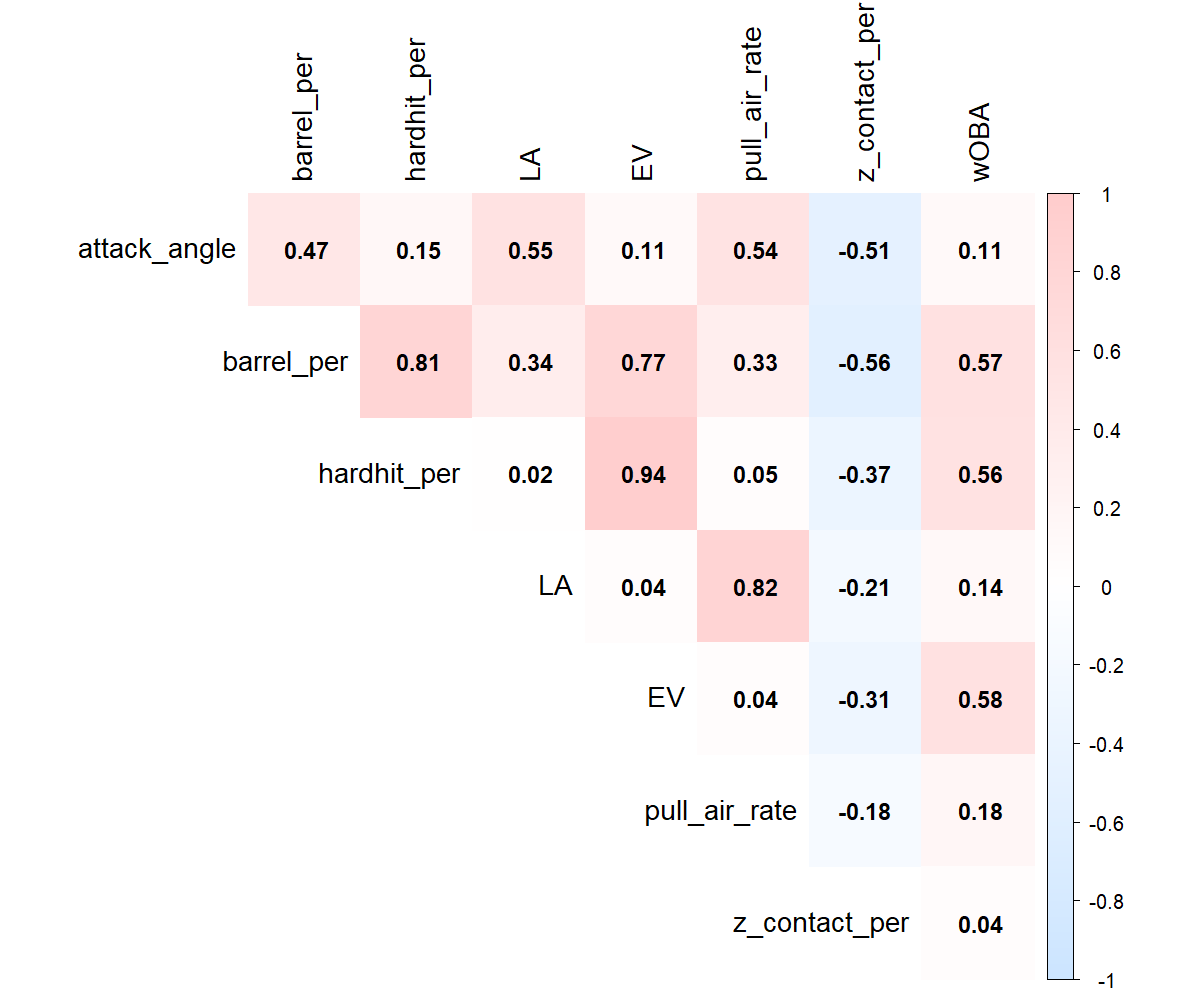 barrel_per hardhit_per LA EV pull_air_rate z_contact_per wOBA
attack_angle 0.47 0.15 0.55 0.11 0.54 -0.51 0.11
barrel_per 0.81 0.34 0.77 0.33 -0.56 0.57
hardhit_per 0.02 0.94 0.05 -0.37 0.56
LA 0.04 0.82 -0.21 0.14
EV 0.04 -0.31 0.58
pull_air_rate -0.18 0.18
z_contact_per 0.04
1
0.8
0.6
0.4
0.2
0
-0.2
-0.4
-0.6
-0.8
-1